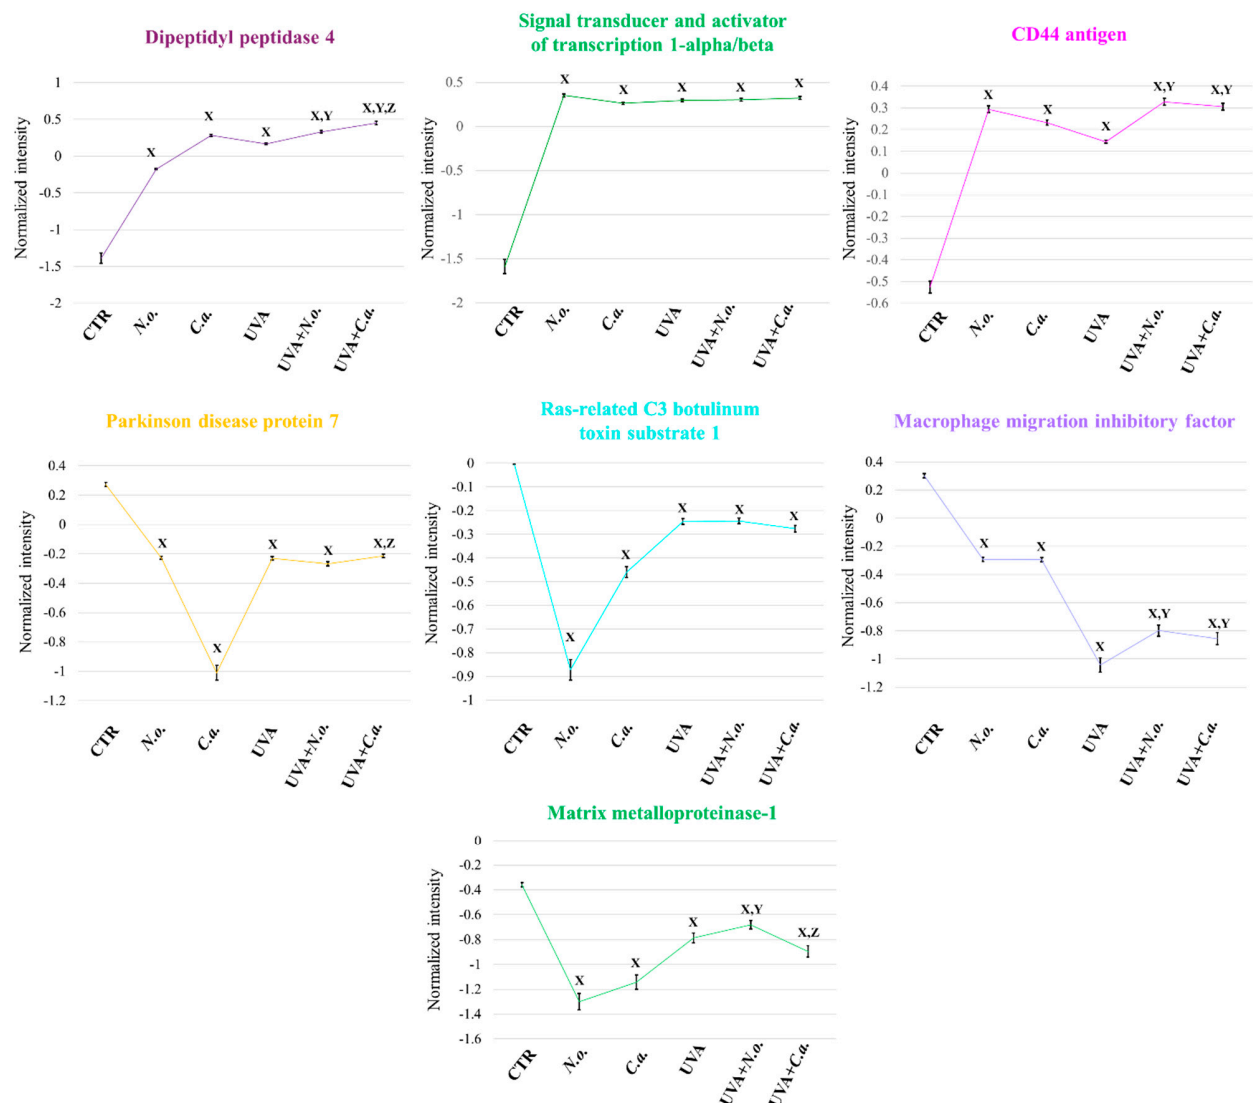 Dipeptidyl peptidase 4
Normalized intensity
1
0.5
0
-0.5
-1
-1.5
-2
X
X
X
X,Y
X,Y,Z
CTR
N.o.
C.a.
UVA
UVA+N.o.
UVA+C.a.
Signal transducer and activator
of transcription 1-alpha/beta
Normalized intensity
0.5
0
-0.5
-1
-1.5
-2
X
X
X
X
X
CTR
N.o.
C.a.
UVA
UVA+N.o.
UVA+C.a.
CD44 antigen
Normalized intensity
0.4
0.3
0.2
0.1
0
-0.1
-0.2
-0.3
-0.4
-0.5
-0.6
X
X
X
X,Y
X,Y
CTR
N.o.
C.a.
UVA
UVA+N.o.
UVA+C.a.
Parkinson disease protein 7
Normalized intensity
0.4
0.2
0
-0.2
-0.4
-0.6
-0.8
-1
-1.2
X
X
X
X
X,Z
CTR
N.o.
C.a.
UVA
UVA+N.o.
UVA+C.a.
Ras-related C3 botulinum
toxin substrate 1
Normalized intensity
0
-0.1
-0.2
-0.3
-0.4
-0.5
-0.6
-0.7
-0.8
-0.9
-1
X
X
X
X
X
CTR
N.o.
C.a.
UVA
UVA+N.o.
UVA+C.a.
Macrophage migration inhibitory factor
Normalized intensity
0.4
0.2
0
-0.2
-0.4
-0.6
-0.8
-1
-1.2
X
X
X
X,Y
X,Y
CTR
N.o.
C.a.
UVA
UVA+N.o.
UVA+C.a.
Matrix metalloproteinase-1
Normalized intensity
0
-0.2
-0.4
-0.6
-0.8
-1
-1.2
-1.4
-1.6
X
X
X
X,Y
X,Z
CTR
N.o.
C.a.
UVA
UVA+N.o.
UVA+C.a.